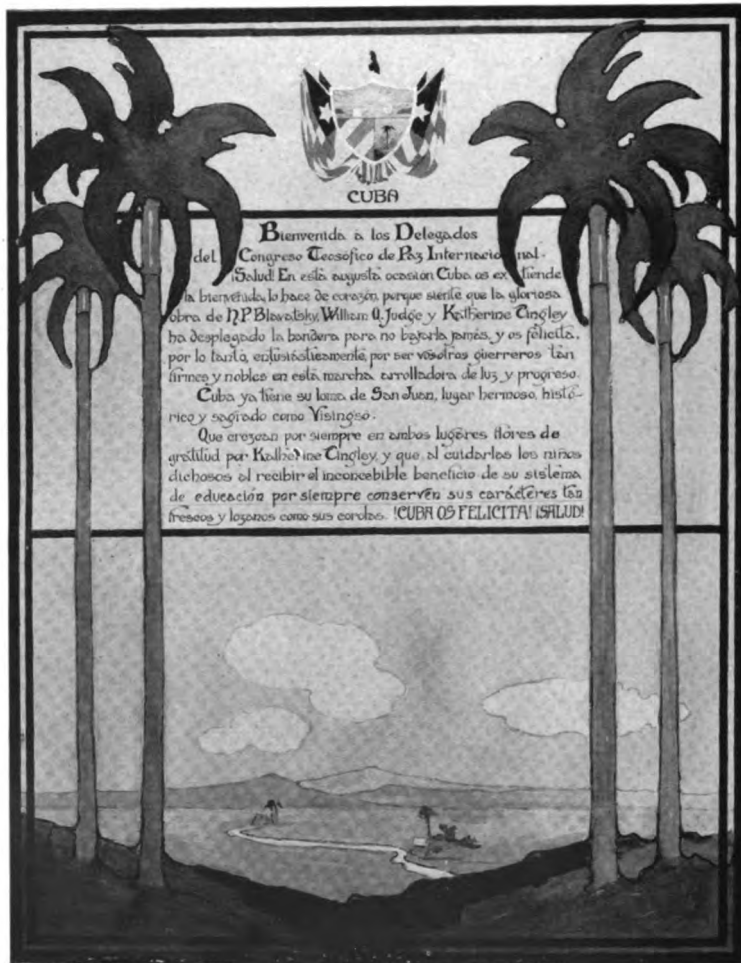 CUBA
Bienvenida a los Delegados
del Congreso Teosófico de Paz Internacional.
¡Salud! En esta augusta ocasión Cuba os extiende
la bienvenida, lo hace de corazón, porque siente que la gloriosa
obra de H.P. Blavatsky, William Q. Judge y Katherine Tingley
ha desplegado la bandera para no bajarla jamás, y os felicita,
por lo tanto, entusiásticamente, por ser vosotros guerreros tan
firmes y nobles en esta marcha arrolladora de luz y progreso.
Cuba ya tiene su loma de San Juan, lugar hermoso, histó-
rico y sagrado como Visingsö.
Que crezcan por siempre en ambos lugares flores de
gratitud por Katherine Tingley, y que al cuidarlas los niños
dichosos al recibir el inconcebible beneficio de su sistema
de educación por siempre conserven sus carácteres tan
frescos y lozanos como sus corolas. ¡CUBA OS FELICITA! ¡SALUD!